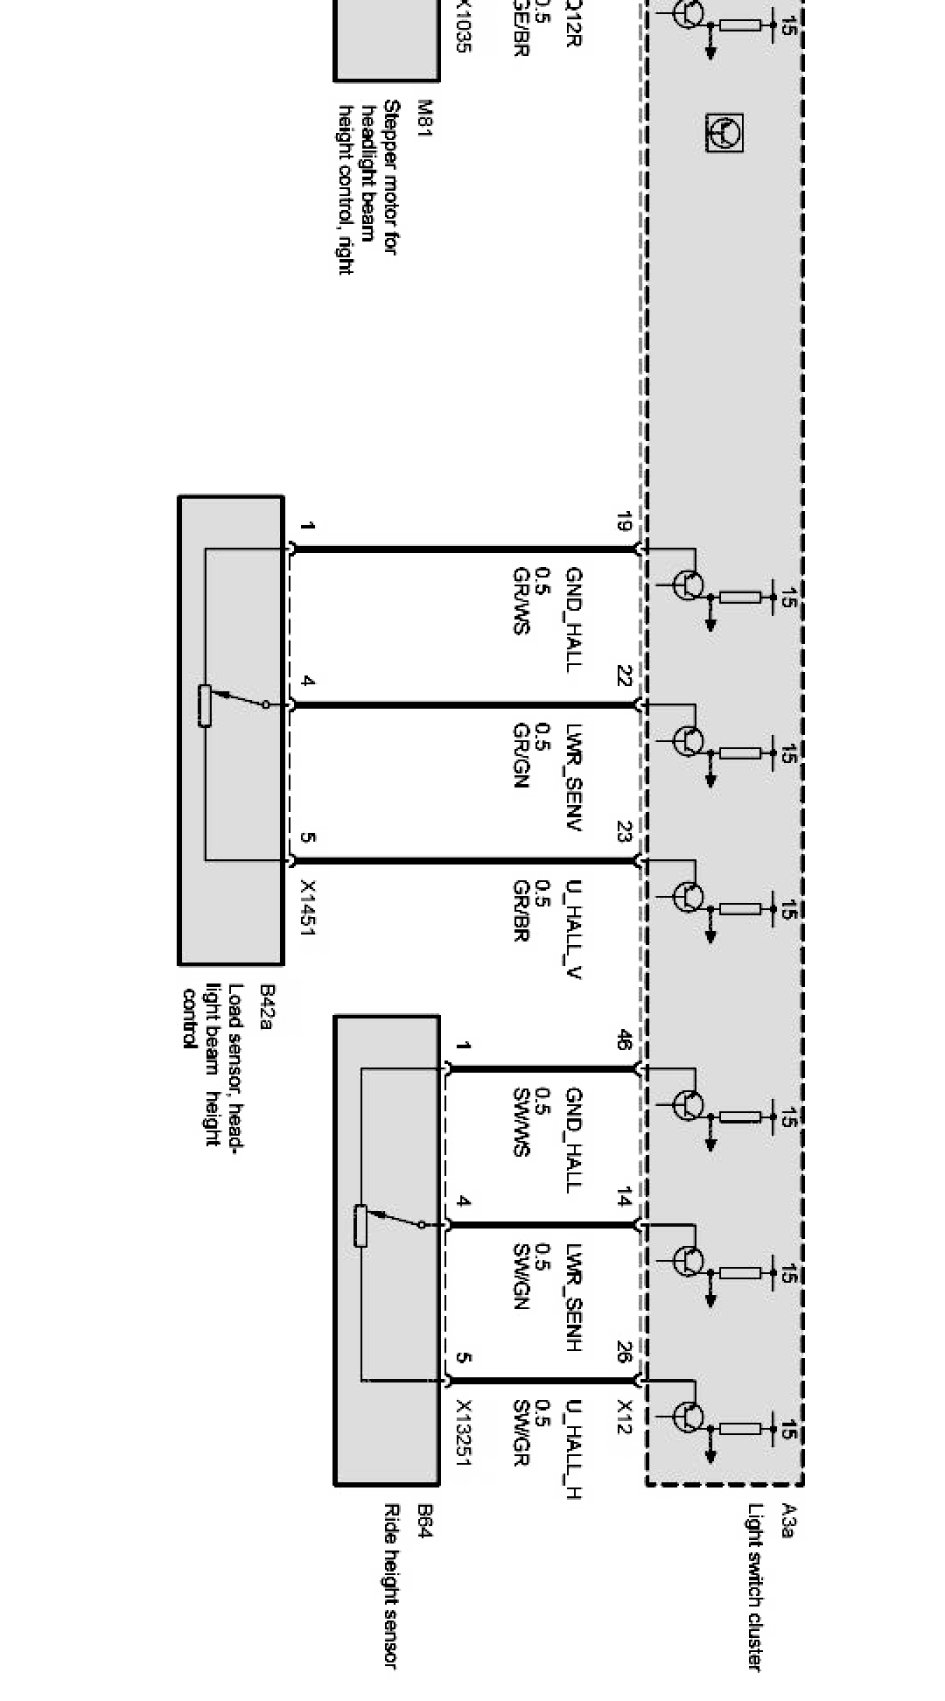 15
15
15
15
15
15
15
A3a
Light switch cluster
19
22
23
46
14
26
X12
Q12R
0.5
GE/BR
GND_HALL
0.5
GR/WS
LWR_SENV
0.5
GR/GN
U_HALL_V
0.5
GR/BR
GND_HALL
0.5
SW/WS
LWR_SENH
0.5
SW/GN
U_HALL_H
0.5
SW/GR
X1035
1
4
5
X13251
M81
Stepper motor for
headlight beam
height control, right
B64
Ride height sensor
1
4
5
X1451
B42a
Load sensor, head-
light beam height
control